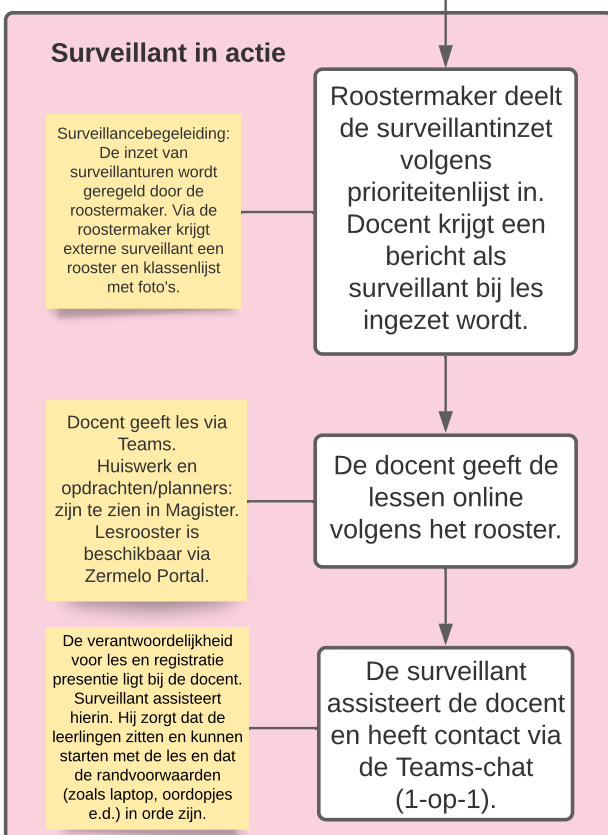 Surveillant in actie
Roostermaker deelt
de surveillantinzet
volgens
prioriteitenlijst in.
Docent krijgt een
bericht als
surveillant bij les
ingezet wordt.
Surveillancebegeleiding:
De inzet van
surveillanturen wordt
geregeld door de
roostermaker. Via de
roostermaker krijgt
externe surveillant een
rooster en klassenlijst
met foto's.
De docent geeft de
lessen online
volgens het rooster.
Docent geeft les via
Teams.
Huiswerk en
opdrachten/planners:
zijn te zien in Magister.
Lesrooster is
beschikbaar via
Zermelo Portal.
De surveillant
assisteert de docent
en heeft contact via
de Teams-chat
(1-op-1).
De verantwoordelijkheid
voor les en registratie
presentie ligt bij de docent.
Surveillant assisteert
hierin. Hij zorgt dat de
leerlingen zitten en kunnen
starten met de les en dat
de randvoorwaarden
(zoals laptop, oordopjes
e.d.) in orde zijn.